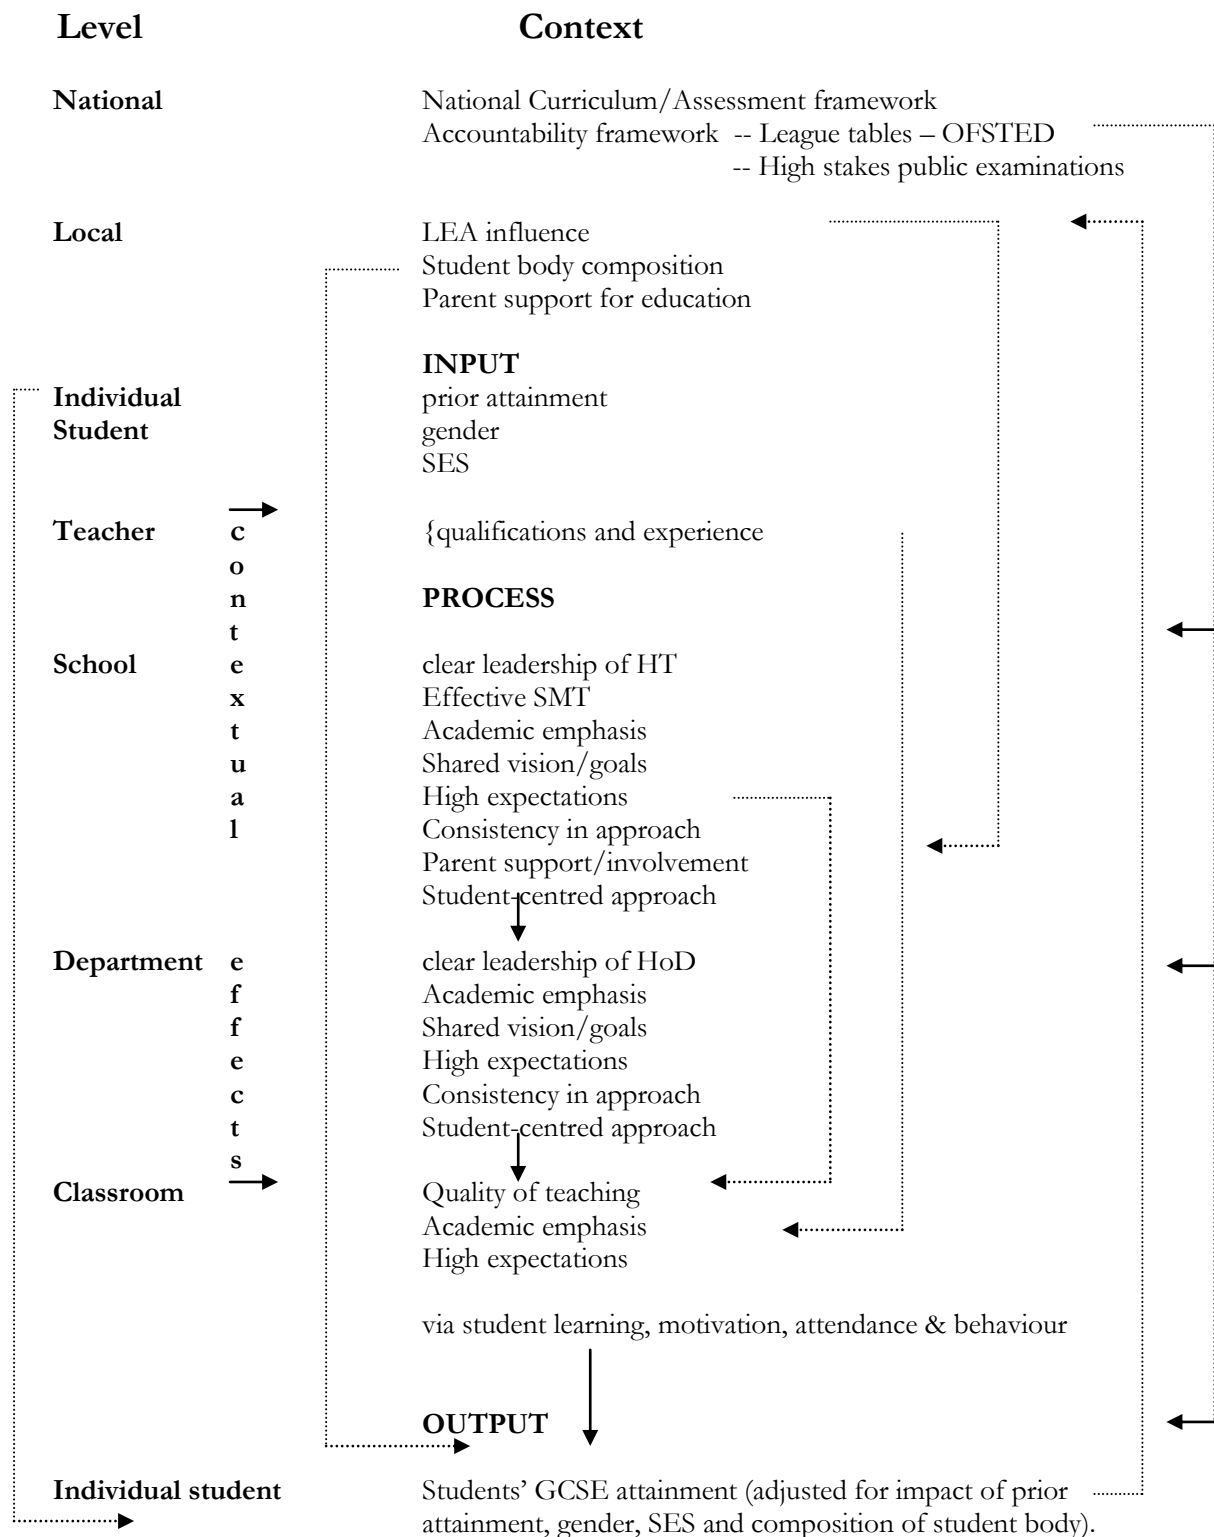 Level Context
National National Curriculum/Assessment framework
Accountability framework -- League tables – OFSTED
-- High stakes public examinations
Local LEA influence
Student body composition
Parent support for education
INPUT
Individual prior attainment
Student gender
SES
Teacher c {qualifications and experience
o
n PROCESS
t
School e clear leadership of HT
x Effective SMT
t Academic emphasis
u Shared vision/goals
a High expectations
l Consistency in approach
Parent support/involvement
Student-centred approach
Department e clear leadership of HoD
f Academic emphasis
f Shared vision/goals
e High expectations
c Consistency in approach
t Student-centred approach
s
Classroom Quality of teaching
Academic emphasis
High expectations
via student learning, motivation, attendance & behaviour
OUTPUT
Individual student Students’ GCSE attainment (adjusted for impact of prior
attainment, gender, SES and composition of student body).